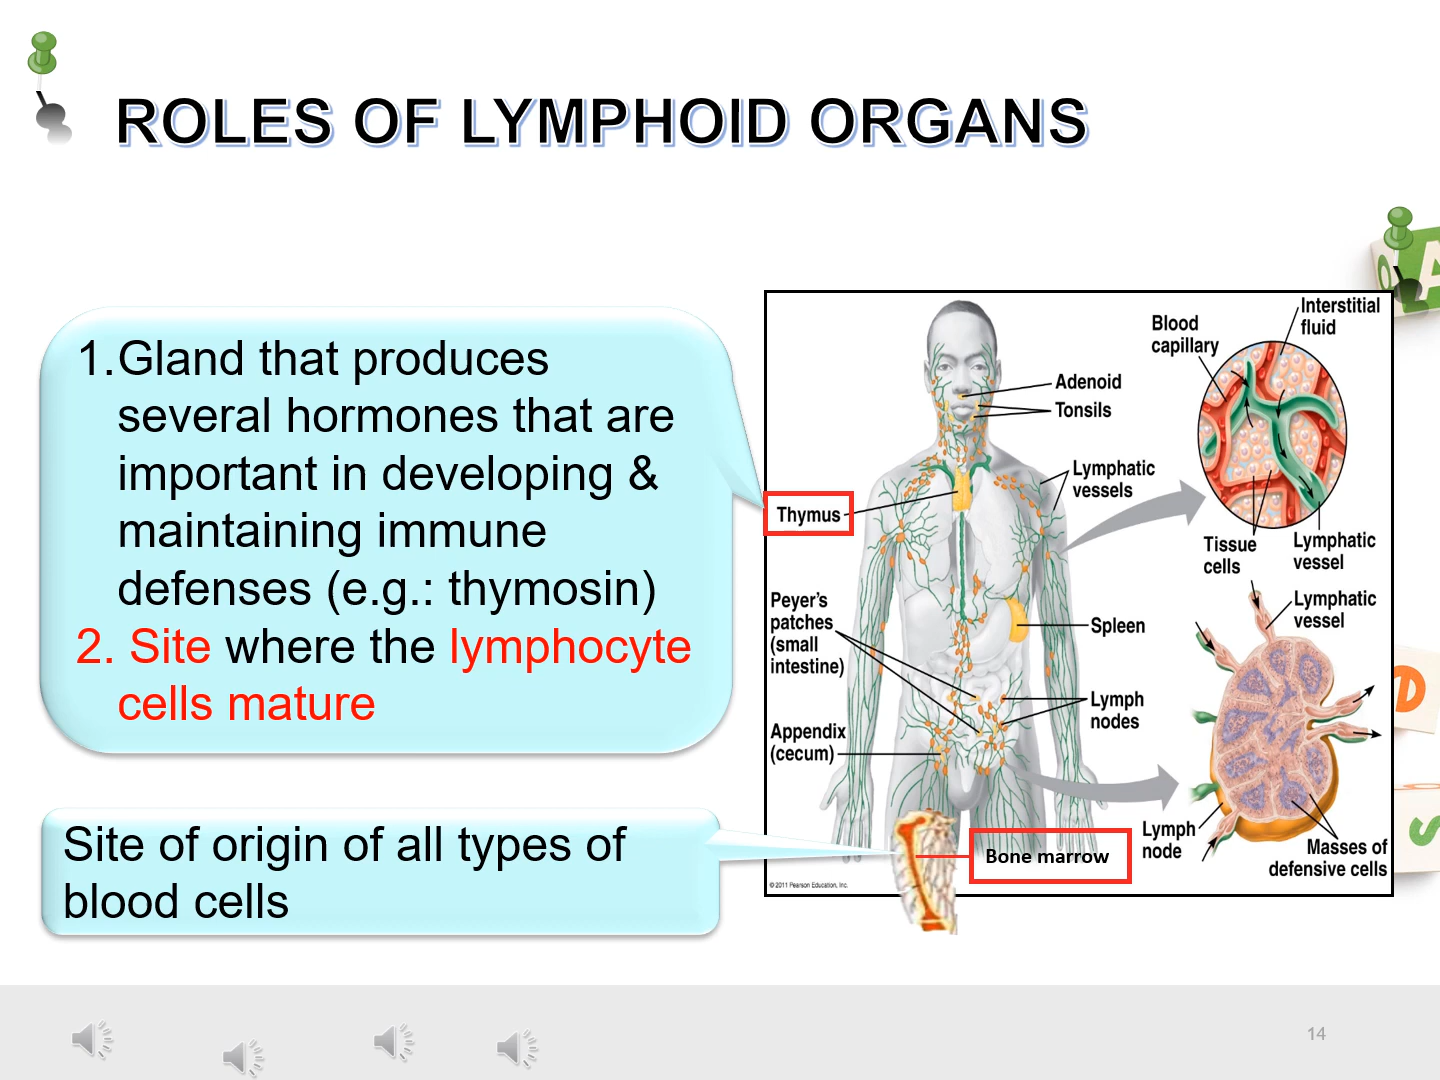 ROLES OF LYMPHOID ORGANS
1.Gland that produces
several hormones that are
important in developing &
maintaining immune
defenses (e.g.: thymosin)
2. Site where the lymphocyte
cells mature
Site of origin of all types of
blood cells
Interstitial
fluid
Blood
capillary
Adenoid
Tonsils
Lymphatic
vessels
Thymus
Tissue
cells
Lymphatic
vessel
Peyer's
patches
(small
intestine)
Lymphatic
vessel
Spleen
Lymph
nodes
Appendix
(cecum)
Lymph
node
Masses of
defensive cells
Bone marrow
© 2011 Pearson Education, Inc.
A
D
S
14